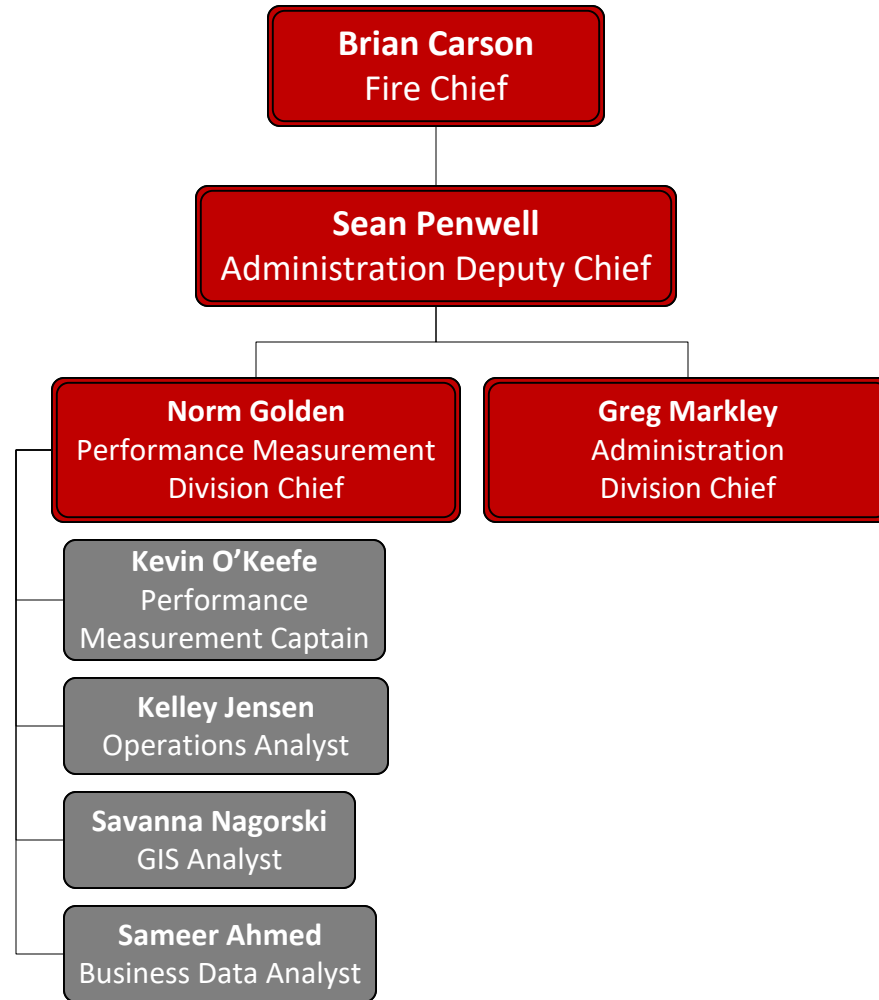 Brian Carson
Fire Chief
Sean Penwell
Administration Deputy Chief
Norm Golden
Performance Measurement
Division Chief
Greg Markley
Administration
Division Chief
Kevin O’Keefe
Performance
Measurement Captain
Kelley Jensen
Operations Analyst
Savanna Nagorski
GIS Analyst
Sameer Ahmed
Business Data Analyst